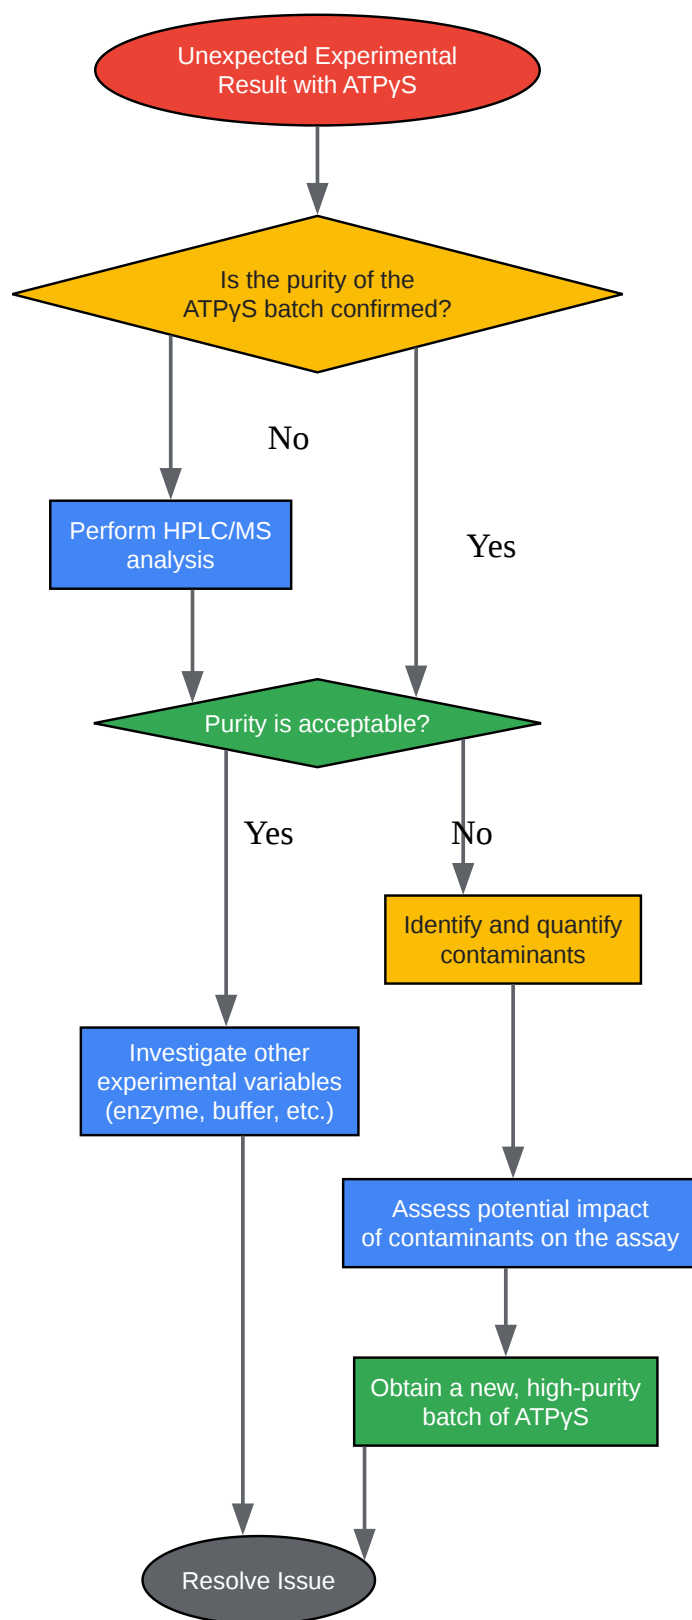 Unexpected Experimental
Result with ATPγS
Is the purity of the
ATPγS batch confirmed?
No
Perform HPLC/MS
analysis
Yes
Purity is acceptable?
Yes
No
Identify and quantify
contaminants
Investigate other
experimental variables
(enzyme, buffer, etc.)
Assess potential impact
of contaminants on the assay
Obtain a new, high-purity
batch of ATPγS
Resolve Issue